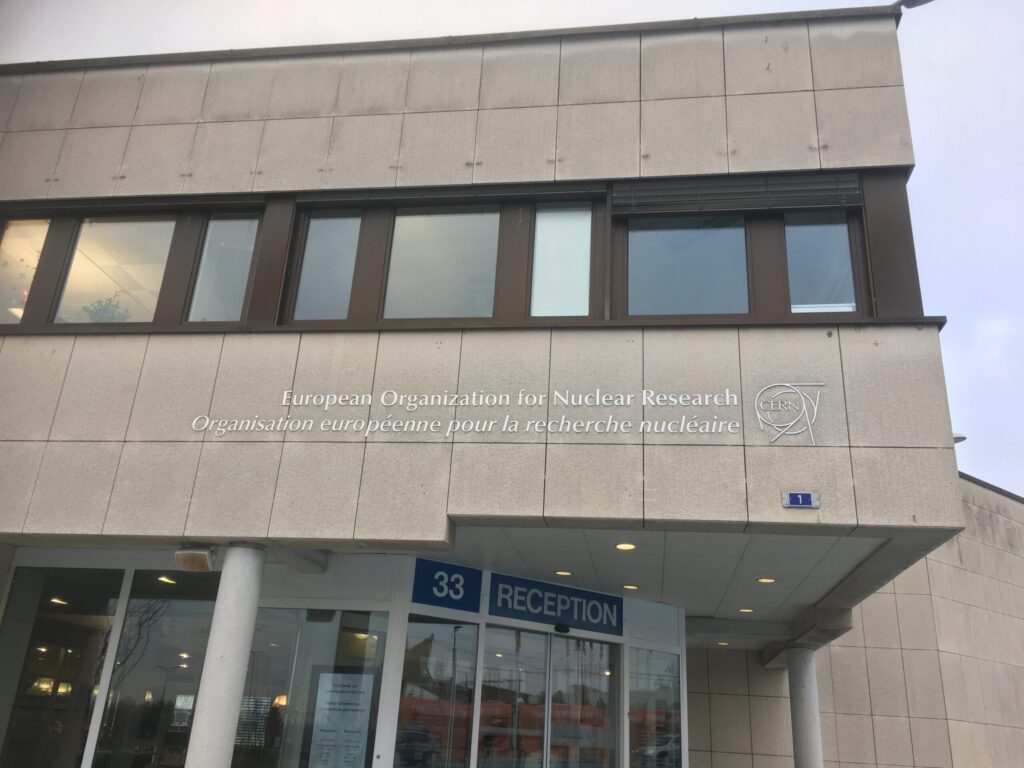 European Organization for Nuclear Research
Organisation européenne pour la recherche nucléaire
CERN
1
33
RECEPTION